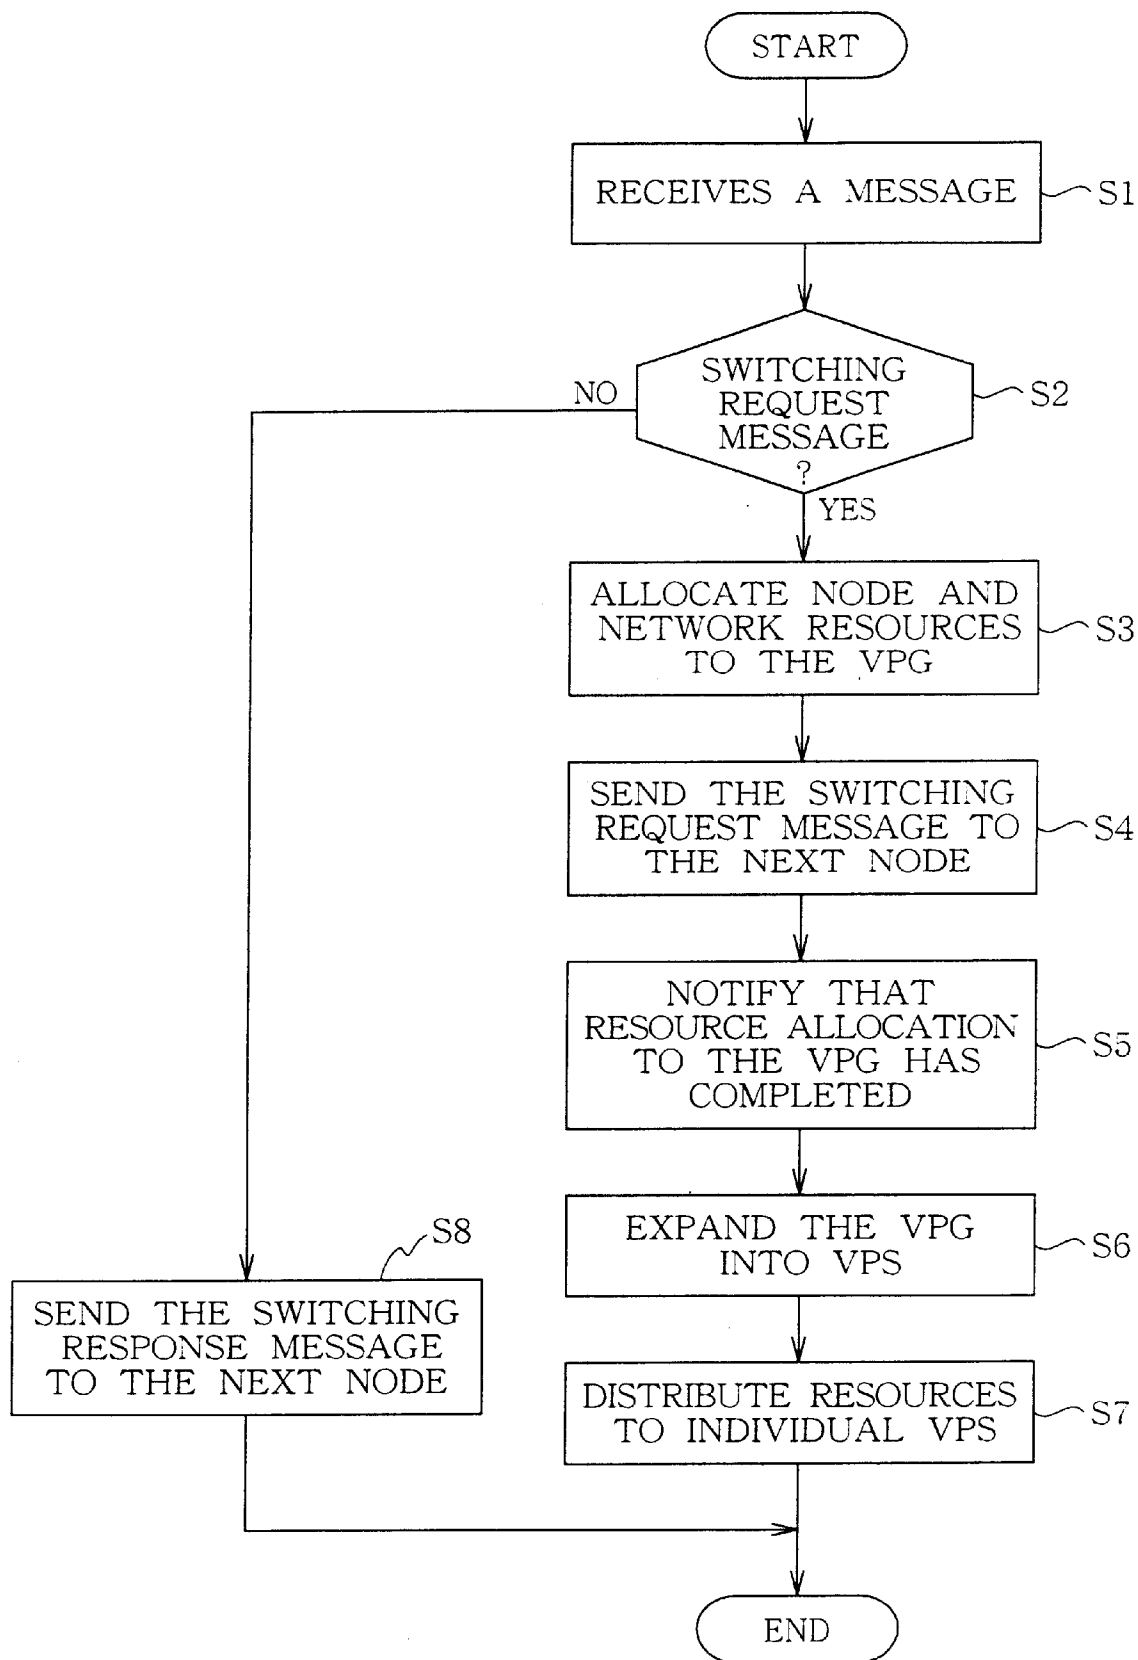 START
RECEIVES A MESSAGE
S1
SWITCHING
REQUEST
MESSAGE
?
S2
NO
YES
ALLOCATE NODE AND
NETWORK RESOURCES
TO THE VPG
S3
SEND THE SWITCHING
REQUEST MESSAGE TO
THE NEXT NODE
S4
NOTIFY THAT
RESOURCE ALLOCATION
TO THE VPG HAS
COMPLETED
S5
EXPAND THE VPG
INTO VPS
S6
S8
SEND THE SWITCHING
RESPONSE MESSAGE
TO THE NEXT NODE
DISTRIBUTE RESOURCES
TO INDIVIDUAL VPS
S7
END